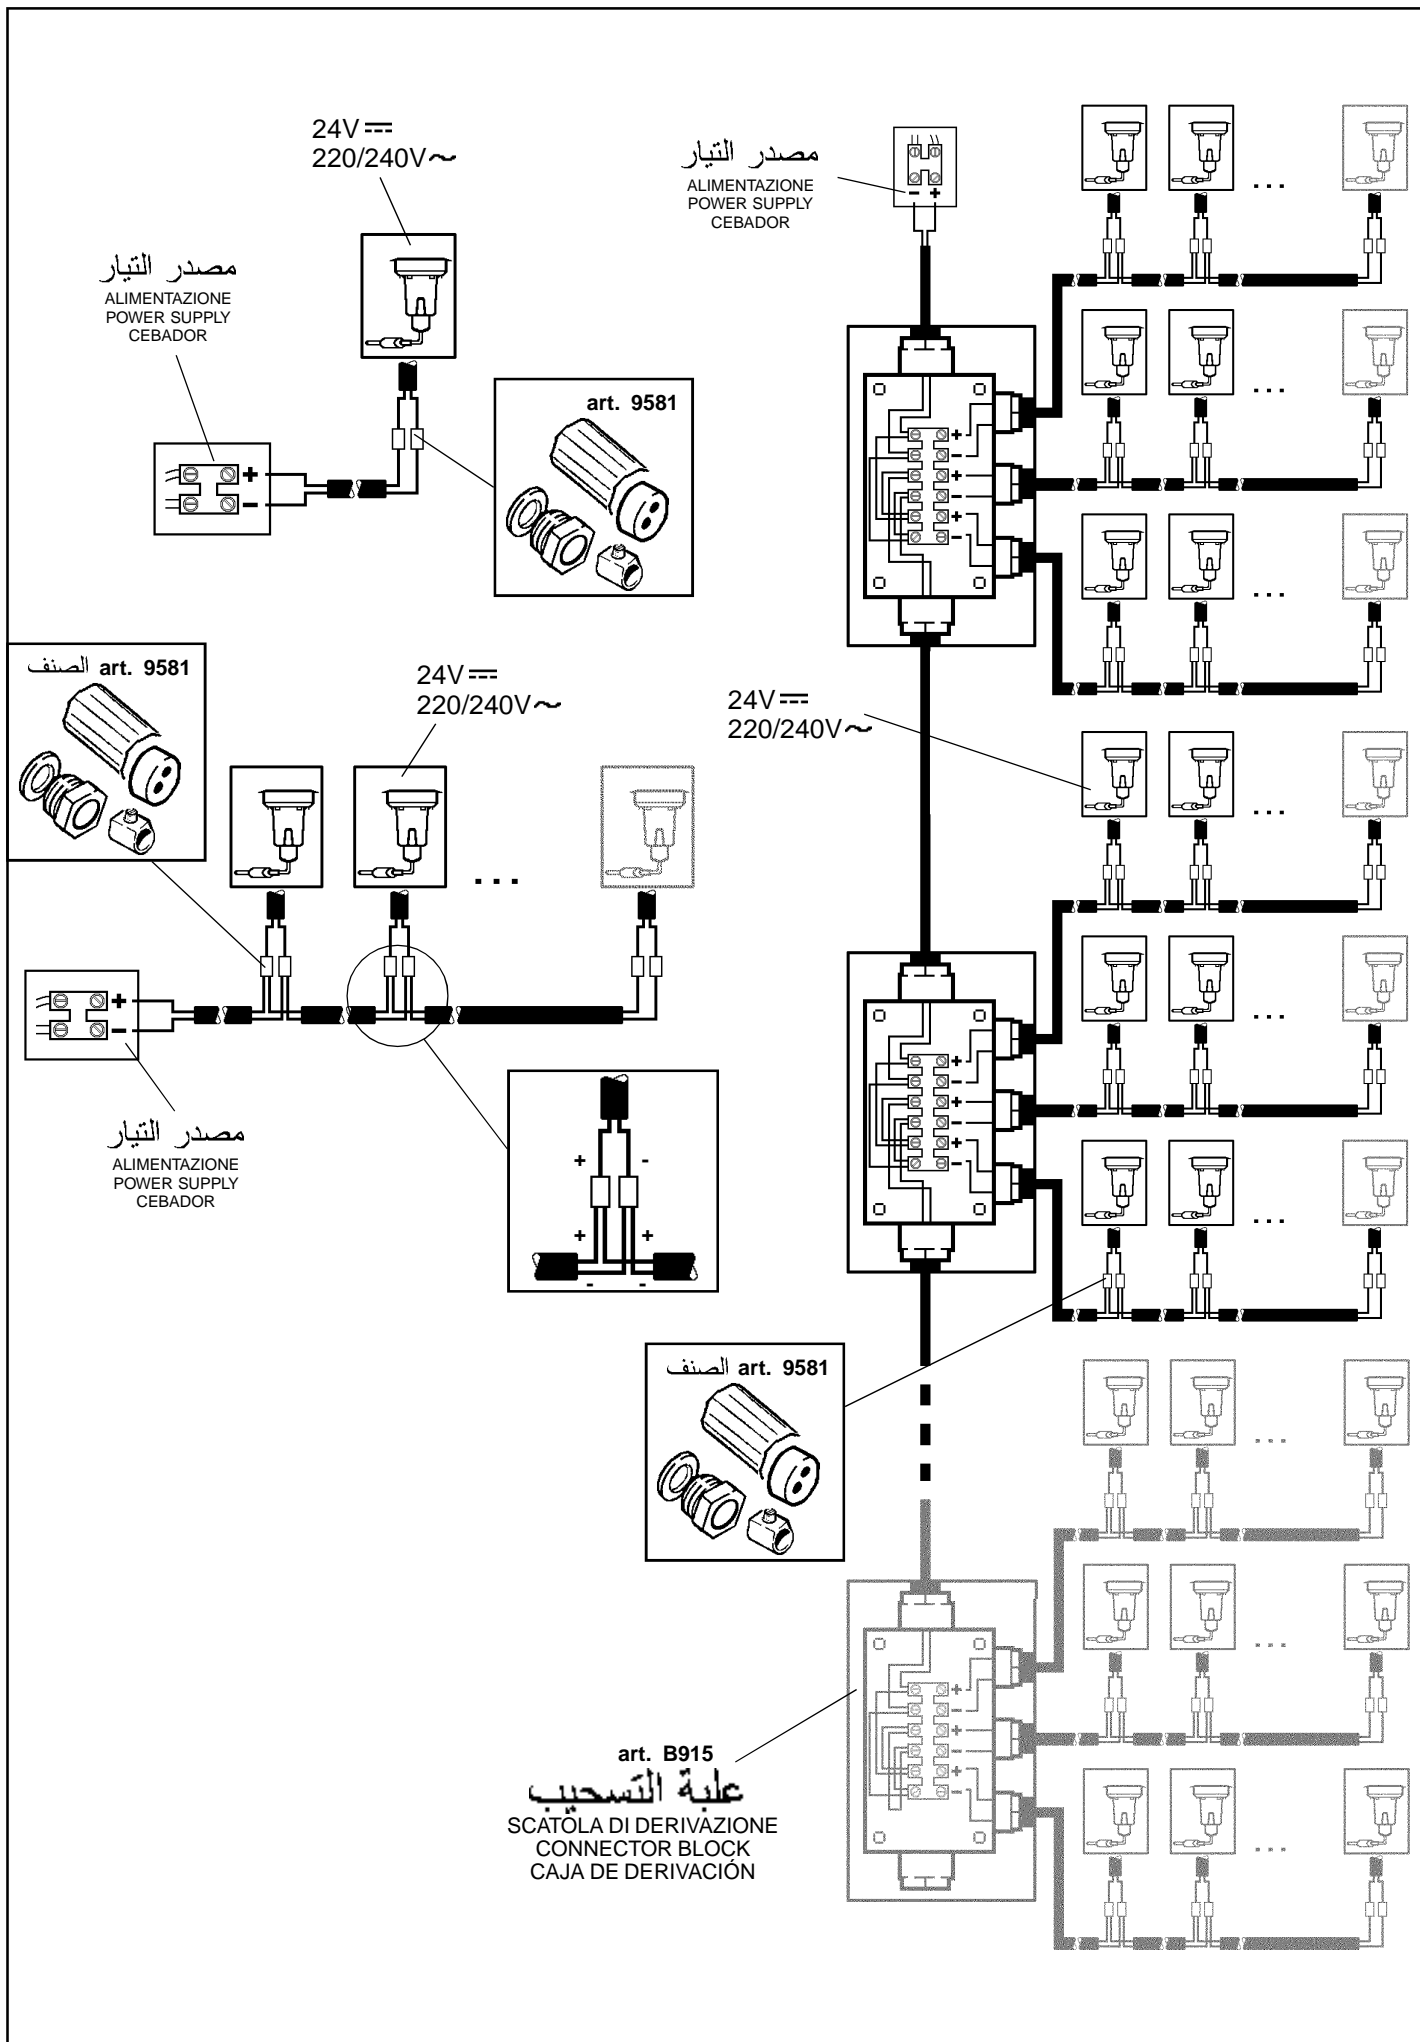 24V ⎓
220/240V ~
مصدر التيار
ALIMENTAZIONE
POWER SUPPLY
CEBADOR
+
-
art. 9581
مصدر التيار
ALIMENTAZIONE
POWER SUPPLY
CEBADOR
- +
...
+
-
+
-
+
-
...
...
الصنف art. 9581
24V ⎓
220/240V ~
...
+
-
مصدر التيار
ALIMENTAZIONE
POWER SUPPLY
CEBADOR
+ -
+ +
- -
24V ⎓
220/240V ~
...
+
-
+
-
+
-
...
...
الصنف art. 9581
...
+
-
+
-
+
-
...
...
art. B915
علبة التسحيب
SCATOLA DI DERIVAZIONE
CONNECTOR BLOCK
CAJA DE DERIVACIÓN